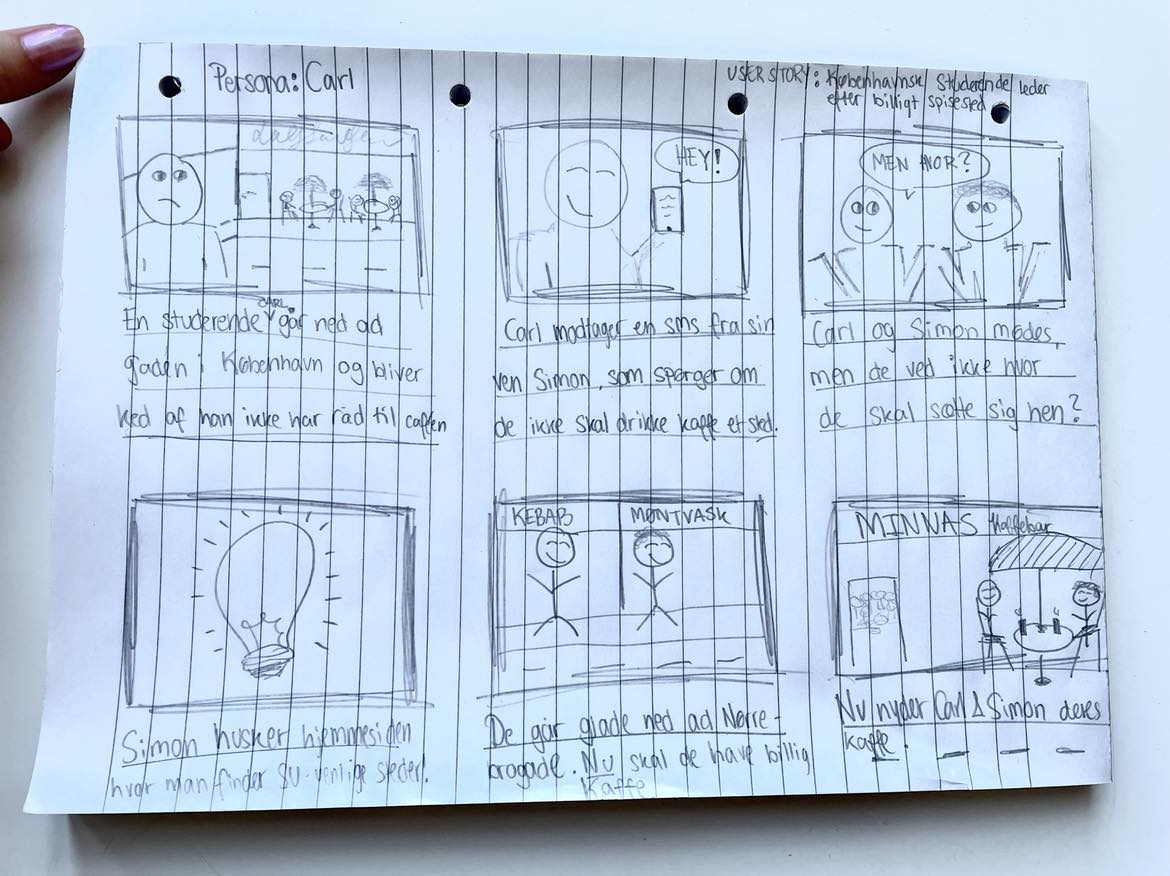 Persona: Carl
USER STORY: Københavnsk Studerende leder
efter billigt spisested
HEY!
MEN HVOR?
En studerende CARL går ned ad
gaden i København og bliver
ked af han ikke har råd til caffen
Carl modtager en sms fra sin
ven Simon, som spørger om
de ikke skal drikke kaffe et sted.
Carl og Simon mødes,
men de ved ikke hvor
de skal sætte sig hen?
KEBAB
MØNTVASK
MINNAS Kaffebar
Simon husker hjemmesiden
hvor man finder SU-venlige steder!
De går glade ned ad Nørre-
brogade. Nu skal de have billig
Kaffe
Nu nyder Carl & Simon deres
kaffe.